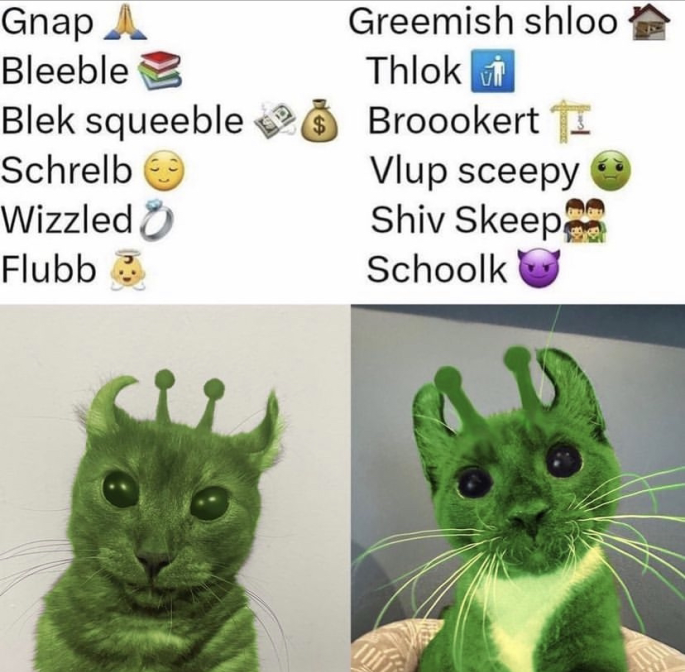 Gnap 🙏
Bleeble 📚
Blek squeeble 💸💰
Schrelb 😌
Wizzled💍
Flubb 👼
Greemish shloo 🏚️
Thlok 🚮
Broookert 🏗️
Vlup sceepy 🤢
Shiv Skeep👨‍👨‍👧‍👦
Schoolk 😈